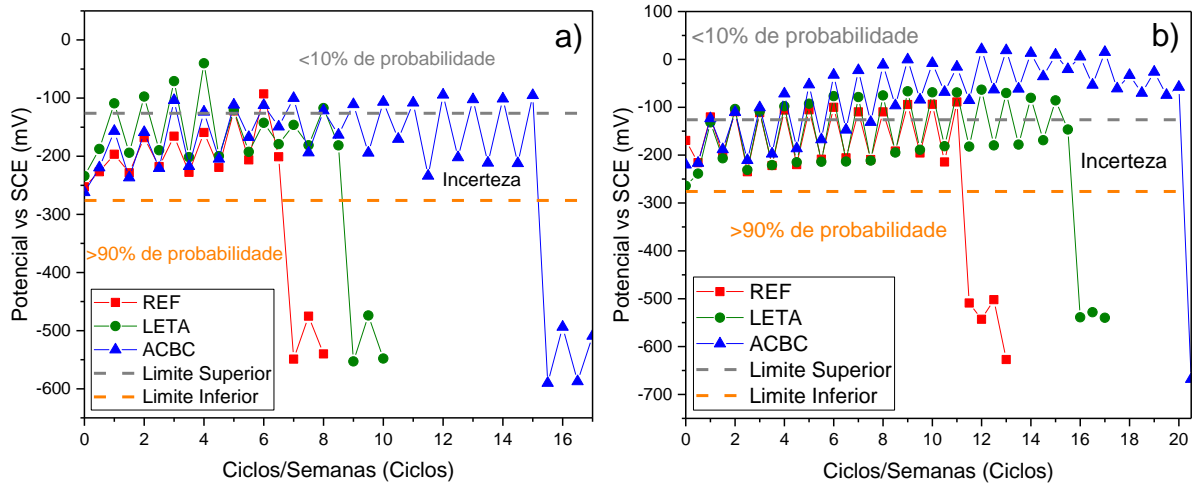 a)
<10% de probabilidade
Incerteza
>90% de probabilidade
REF
LETA
ACBC
Limite Superior
Limite Inferior
Potencial vs SCE (mV)
0
-100
-200
-300
-400
-500
-600
0 2 4 6 8 10 12 14 16
Ciclos/Semanas (Ciclos)
b)
<10% de probabilidade
Incerteza
>90% de probabilidade
REF
LETA
ACBC
Limite Superior
Limite Inferior
Potencial vs SCE (mV)
100
0
-100
-200
-300
-400
-500
-600
-700
0 2 4 6 8 10 12 14 16 18 20
Ciclos/Semanas (Ciclos)